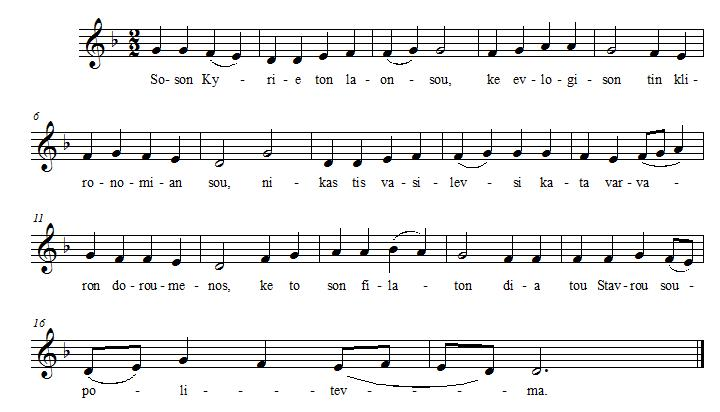 So- son Ky - ri - e ton la - on - sou, ke ev - lo - gi - son tin kli -
6
ro - no - mi - an sou, ni - kas tis va - si - lev - si ka - ta var - va -
11
ron do - rou - me - nos, ke to son fi - la - ton di - a tou Stav - rou sou -
16
po - li - - - tev - - - ma.